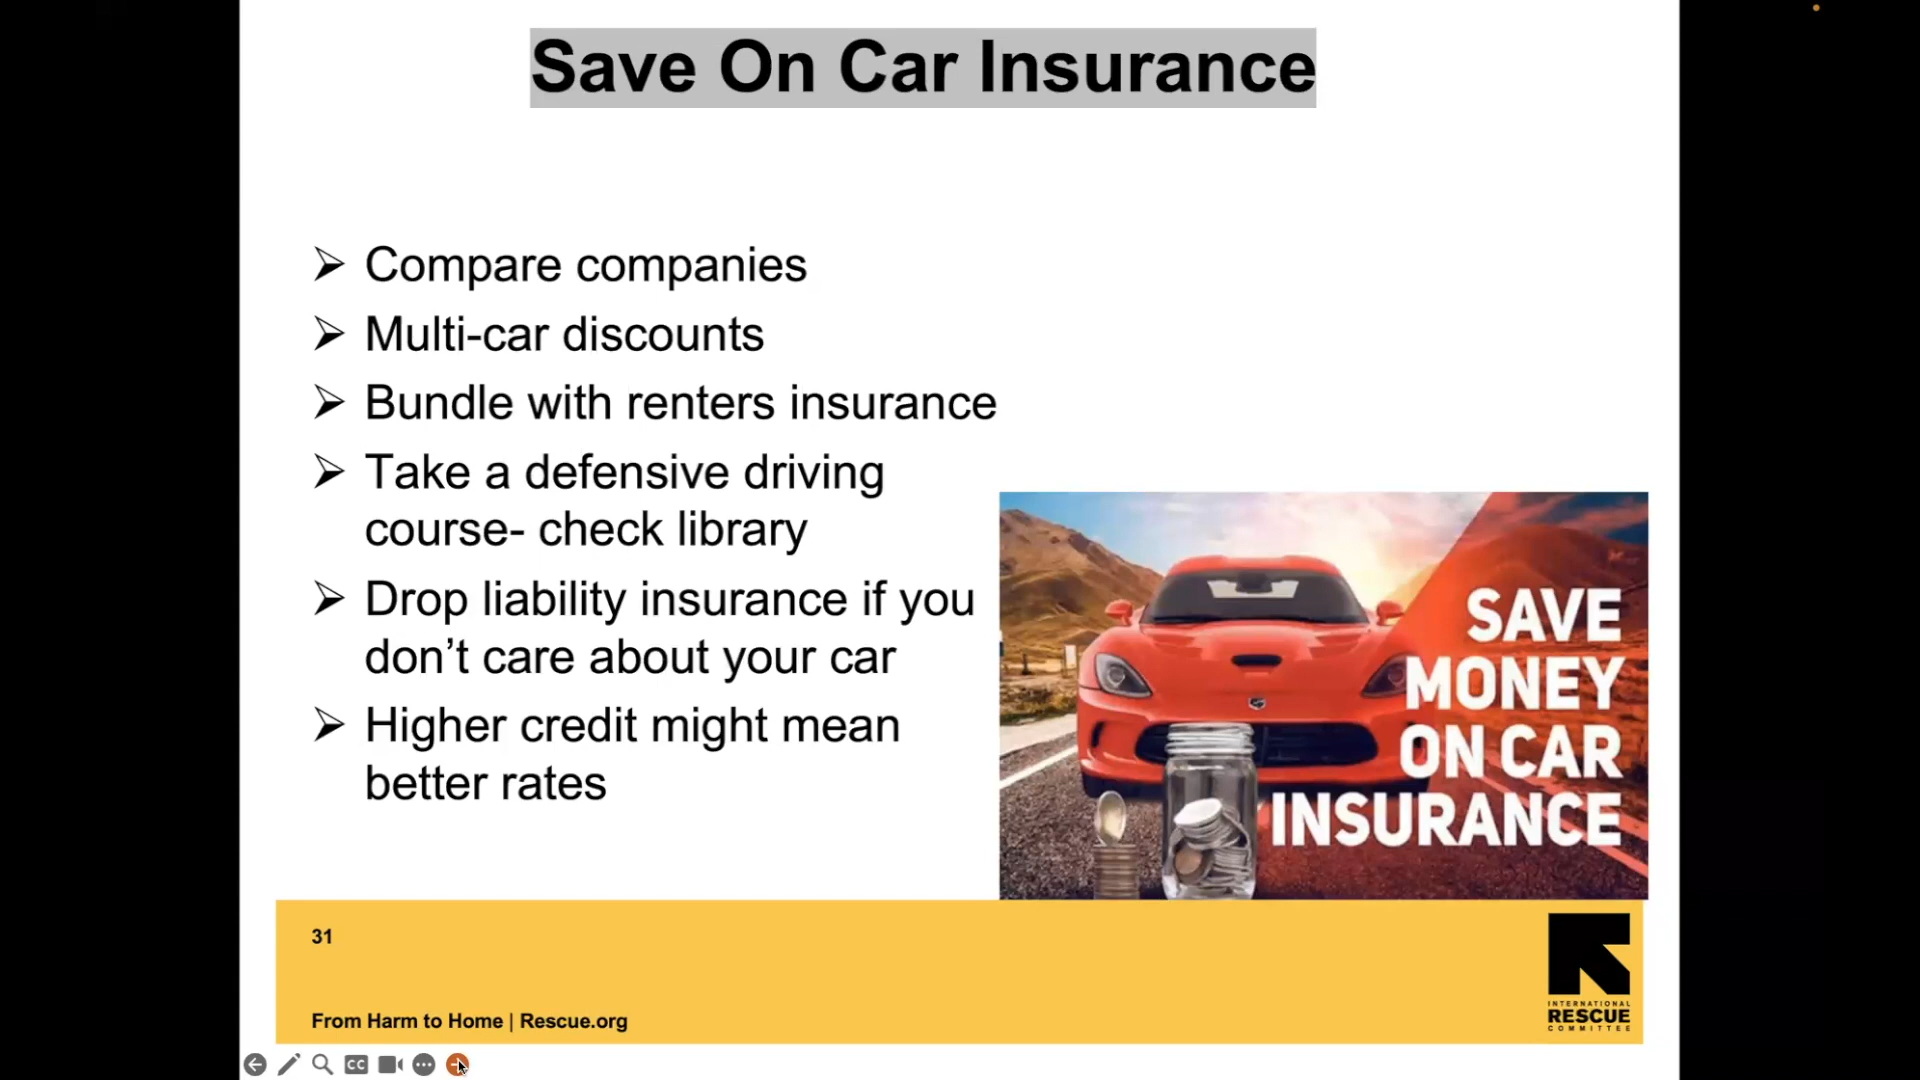 Save On Car Insurance
➢ Compare companies
➢ Multi-car discounts
➢ Bundle with renters insurance
➢ Take a defensive driving
course- check library
➢ Drop liability insurance if you
don’t care about your car
➢ Higher credit might mean
better rates
SAVE
MONEY
ON CAR
INSURANCE
31
From Harm to Home | Rescue.org
INTERNATIONAL
RESCUE
COMMITTEE
CC